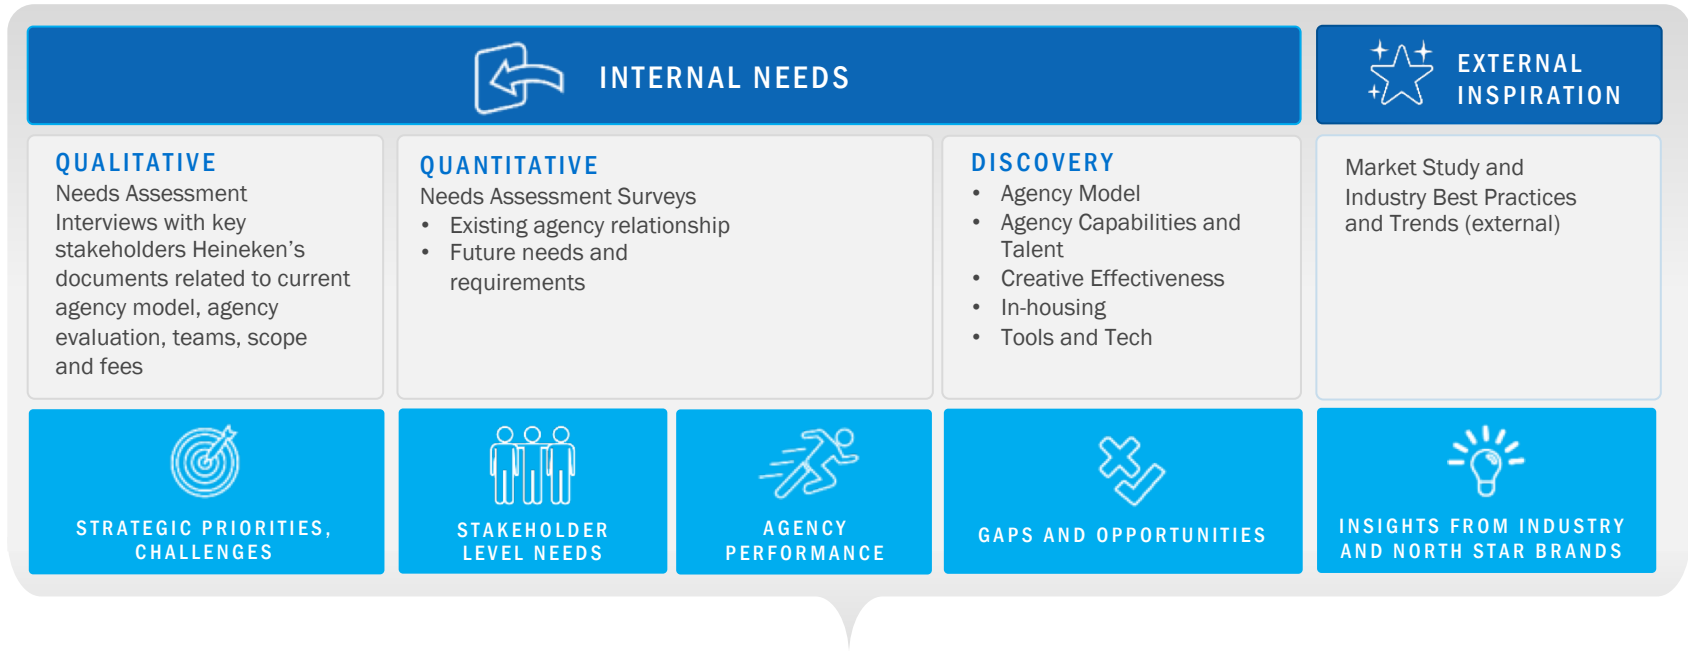 INTERNAL NEEDS
EXTERNAL
INSPIRATION
QUALITATIVE
Needs Assessment
Interviews with key
stakeholders Heineken's
documents related to current
agency model, agency
evaluation, teams, scope
and fees
QUANTITATIVE
Needs Assessment Surveys
• Existing agency relationship
• Future needs and
requirements
DISCOVERY
• Agency Model
• Agency Capabilities and
Talent
• Creative Effectiveness
• In-housing
• Tools and Tech
Market Study and
Industry Best Practices
and Trends (external)
STRATEGIC PRIORITIES,
CHALLENGES
STAKEHOLDER
LEVEL NEEDS
AGENCY
PERFORMANCE
GAPS AND OPPORTUNITIES
INSIGHTS FROM INDUSTRY
AND NORTH STAR BRANDS